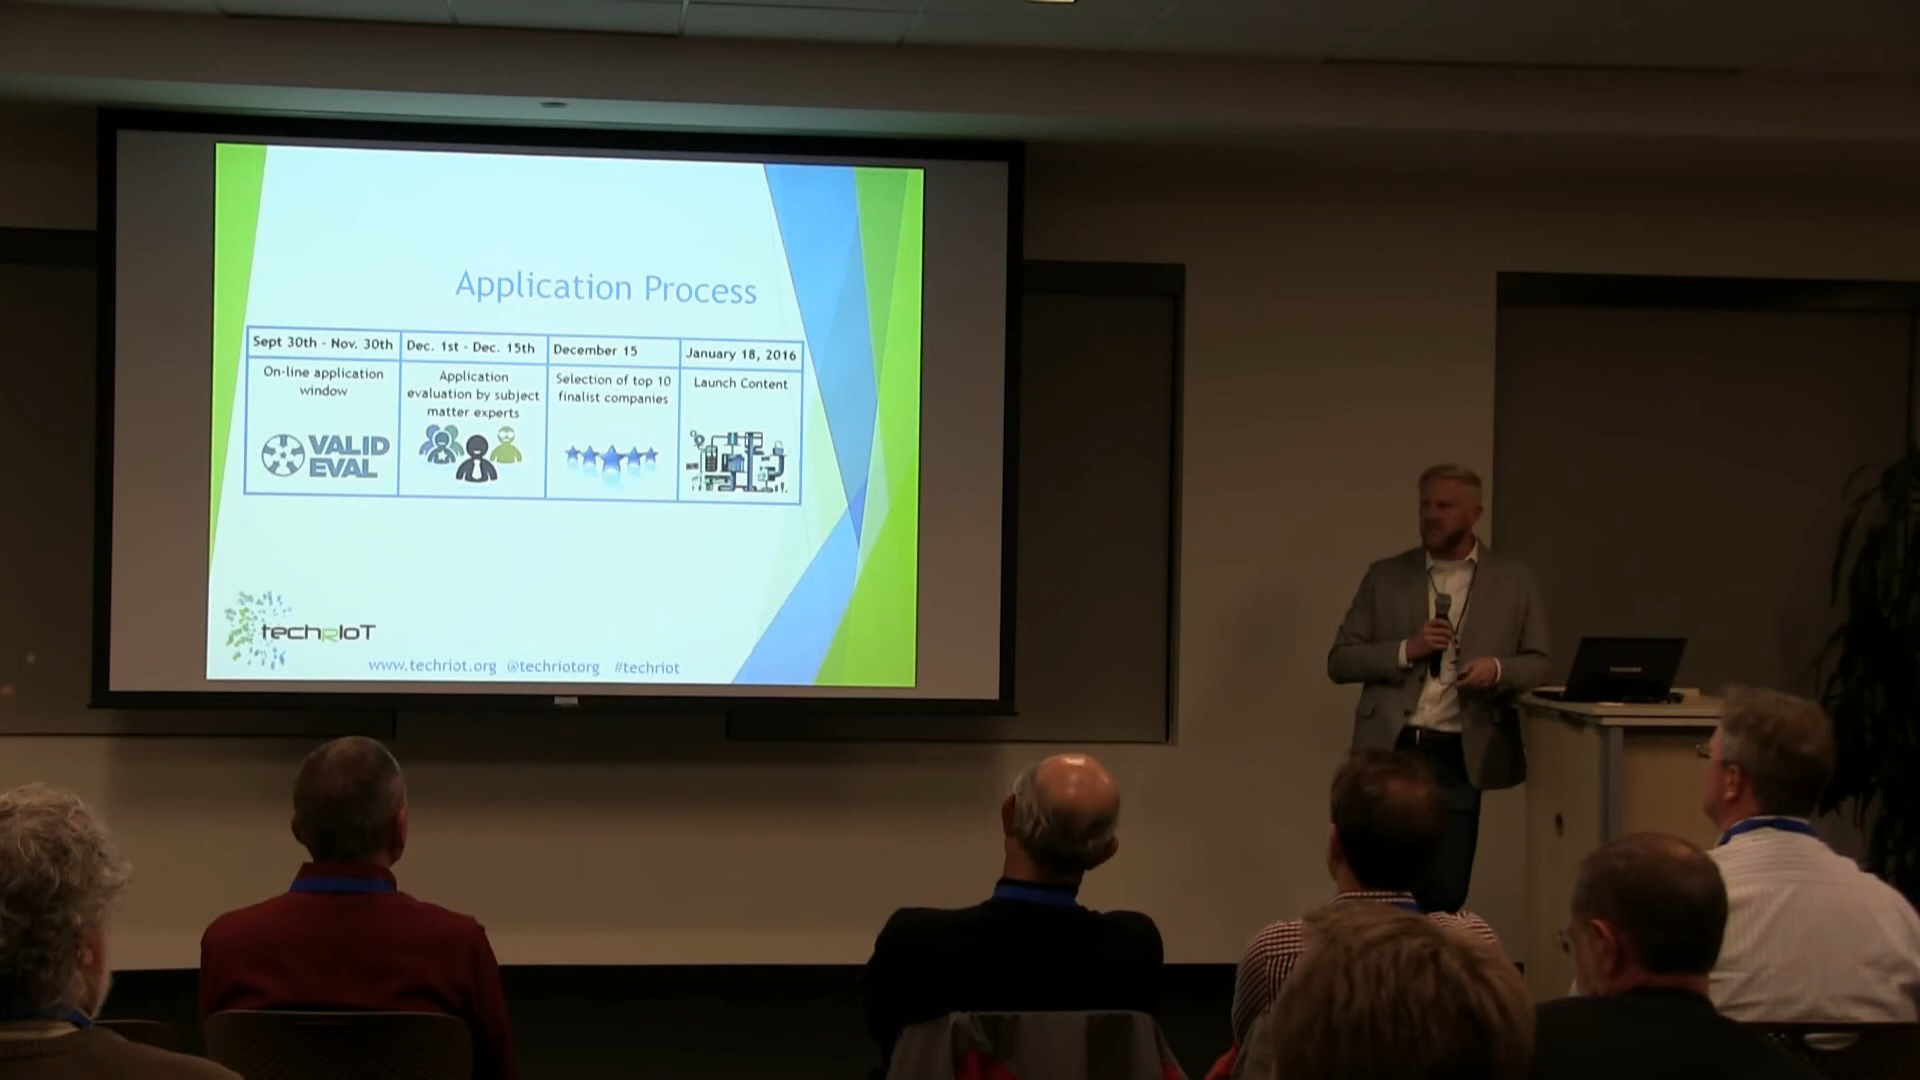 Application Process
Sept 30th - Nov. 30th
Dec. 1st - Dec. 15th
December 15
January 18, 2016
On-line application
window
VALID
EVAL
Application
evaluation by subject
matter experts
Selection of top 10
finalist companies
Launch Content
techrIoT
www.techriot.org @techriotorg #techriot